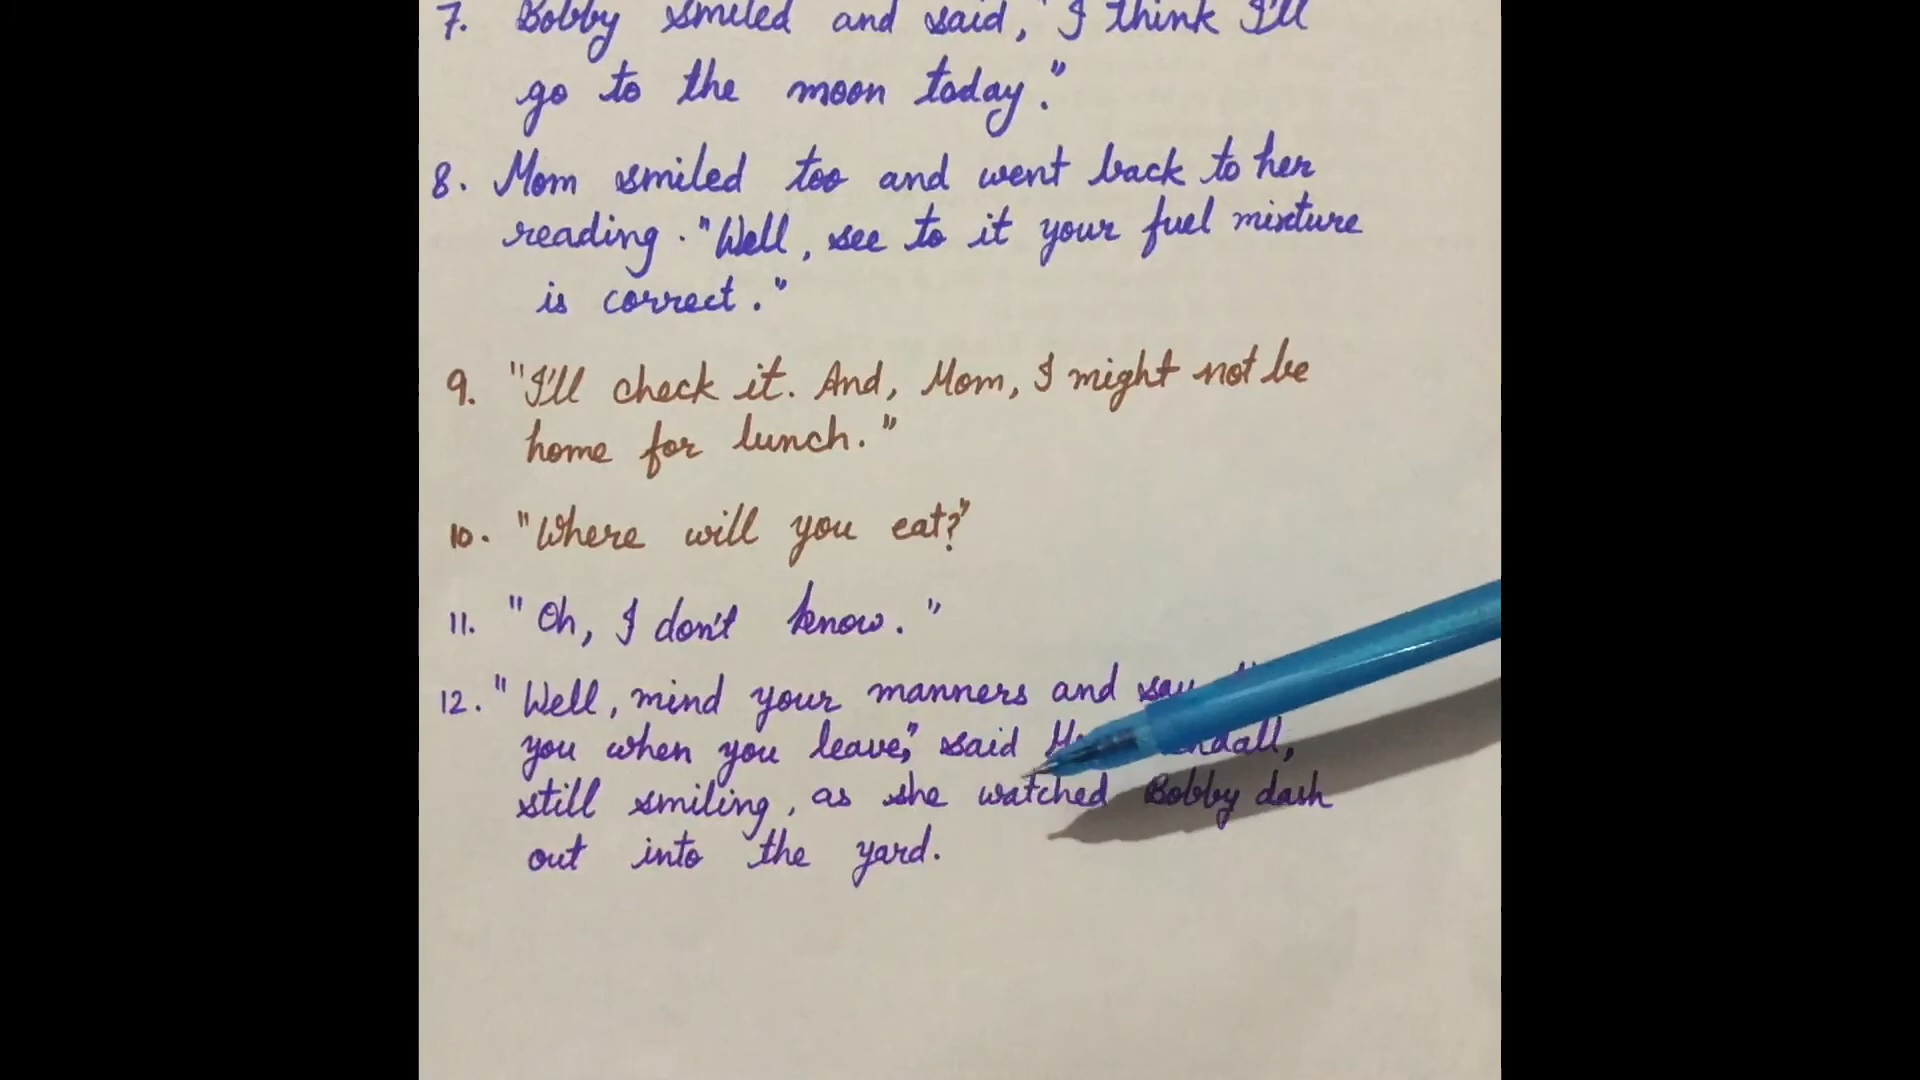 7. Bobby smiled and said, "I think I'll
go to the moon today."
8. Mom smiled too and went back to her
reading. "Well, see to it your fuel mixture
is correct."
9. "I'll check it. And, Mom, I might not be
home for lunch."
10. "Where will you eat?"
11. "Oh, I don't know."
12. "Well, mind your manners and say
you when you leave," said
still smiling, as she watched Bobby dash
out into the yard.